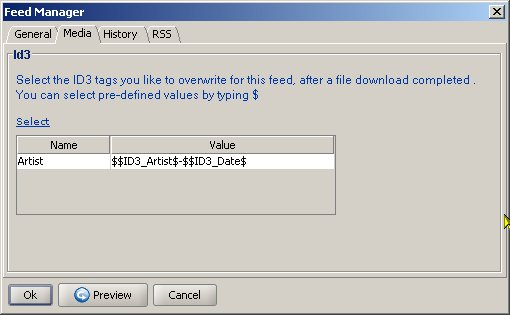 Feed Manager
General Media History RSS
Id3
Select the ID3 tags you like to overwrite for this feed, after a file download completed .
You can select pre-defined values by typing $
Select
Name Value
Artist $$ID3_Artist$-$$ID3_Date$
Ok Preview Cancel